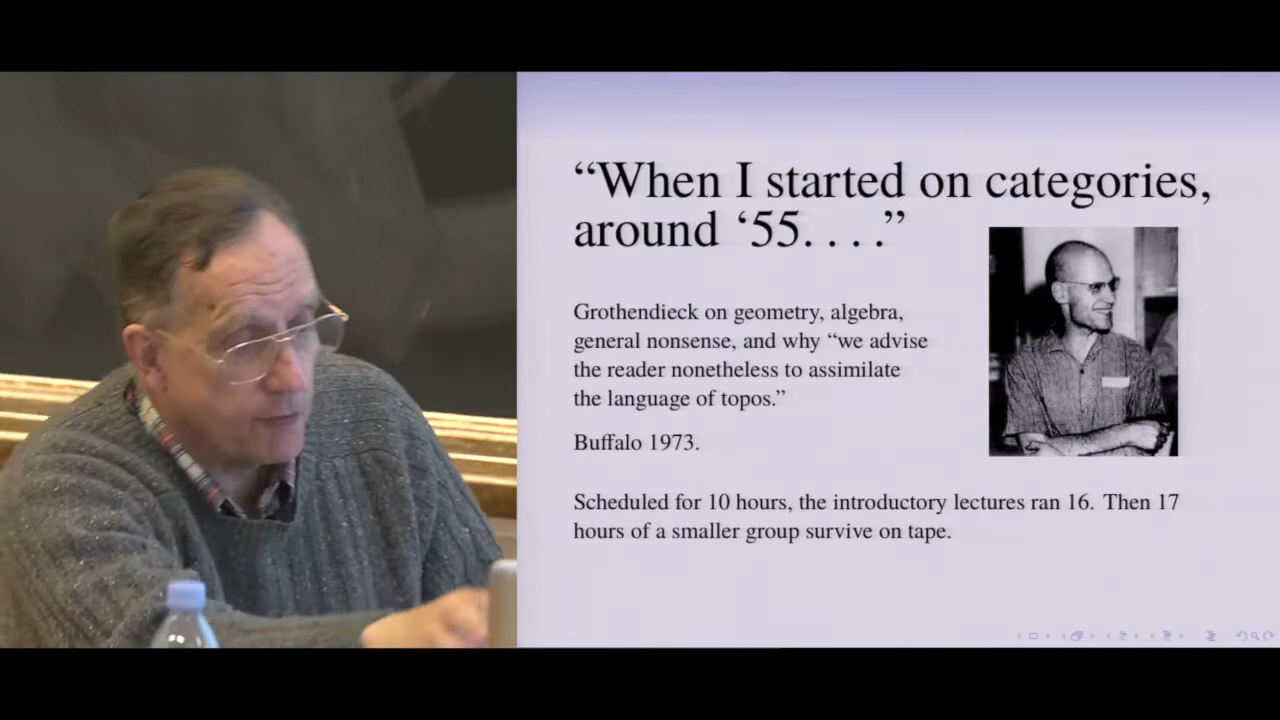 “When I started on categories,
around ‘55. . . .”
Grothendieck on geometry, algebra,
general nonsense, and why “we advise
the reader nonetheless to assimilate
the language of topos.”
Buffalo 1973.
Scheduled for 10 hours, the introductory lectures ran 16. Then 17
hours of a smaller group survive on tape.